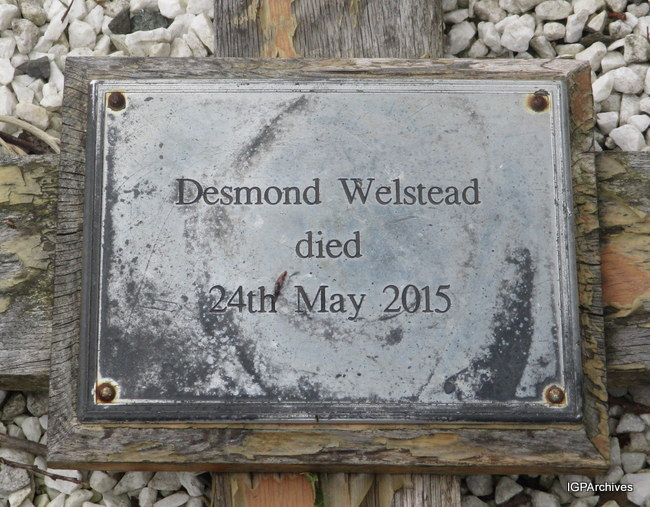 Desmond Welstead
died
24th May 2015
IGPArchives